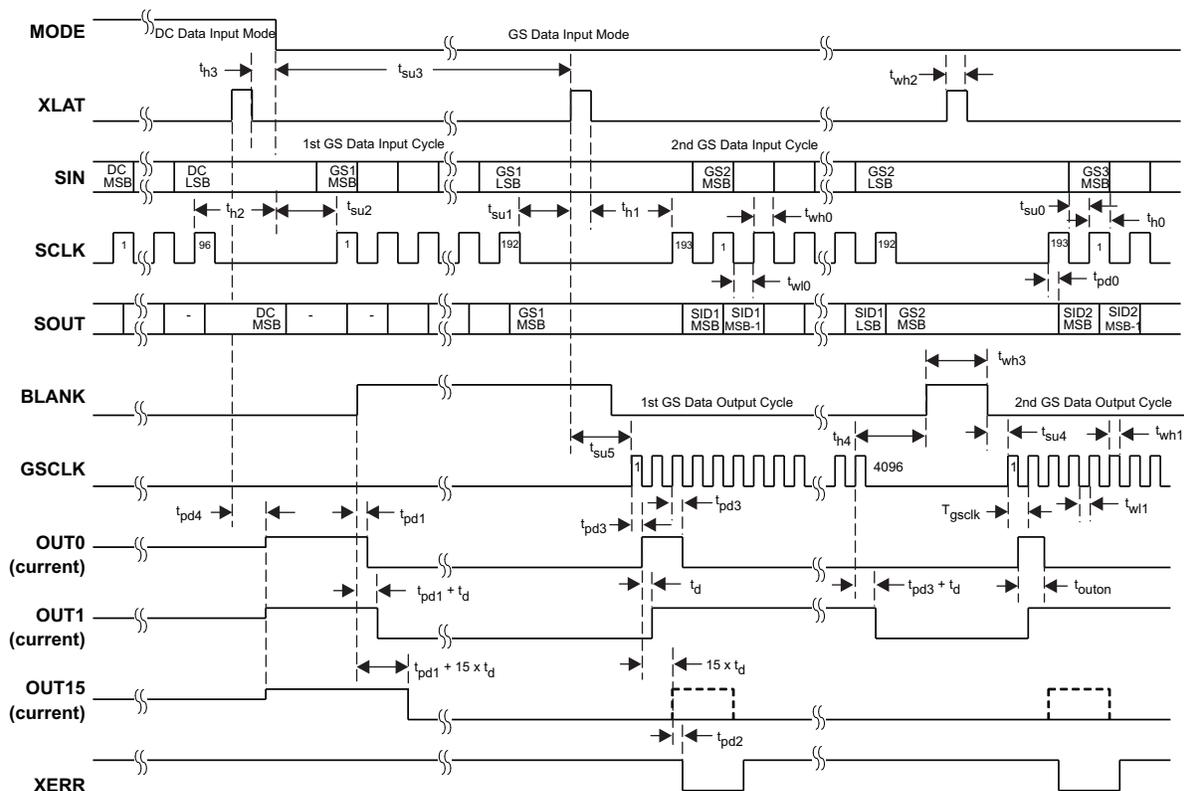 MODE
DC Data Input Mode
GS Data Input Mode
th3
tsu3
twh2
XLAT
1st GS Data Input Cycle
2nd GS Data Input Cycle
SIN
DC MSB
DC LSB
GS1 MSB
GS1 LSB
GS2 MSB
GS2 LSB
GS3 MSB
th2
tsu2
tsu1
th1
twh0
tsu0
th0
SCLK
1
96
1
192
193
1
192
193
1
twl0
tpd0
SOUT
-
DC MSB
-
-
GS1 MSB
SID1 MSB
SID1 MSB-1
SID1 LSB
GS2 MSB
SID2 MSB
SID2 MSB-1
twh3
BLANK
1st GS Data Output Cycle
2nd GS Data Output Cycle
tsu5
th4
tsu4
twh1
GSCLK
1
4096
1
tpd4
tpd1
tpd3
tpd3
Tgsclk
twl1
OUT0
(current)
tpd1 + td
td
tpd3 + td
touton
OUT1
(current)
tpd1 + 15 x td
15 x td
OUT15
(current)
tpd2
XERR